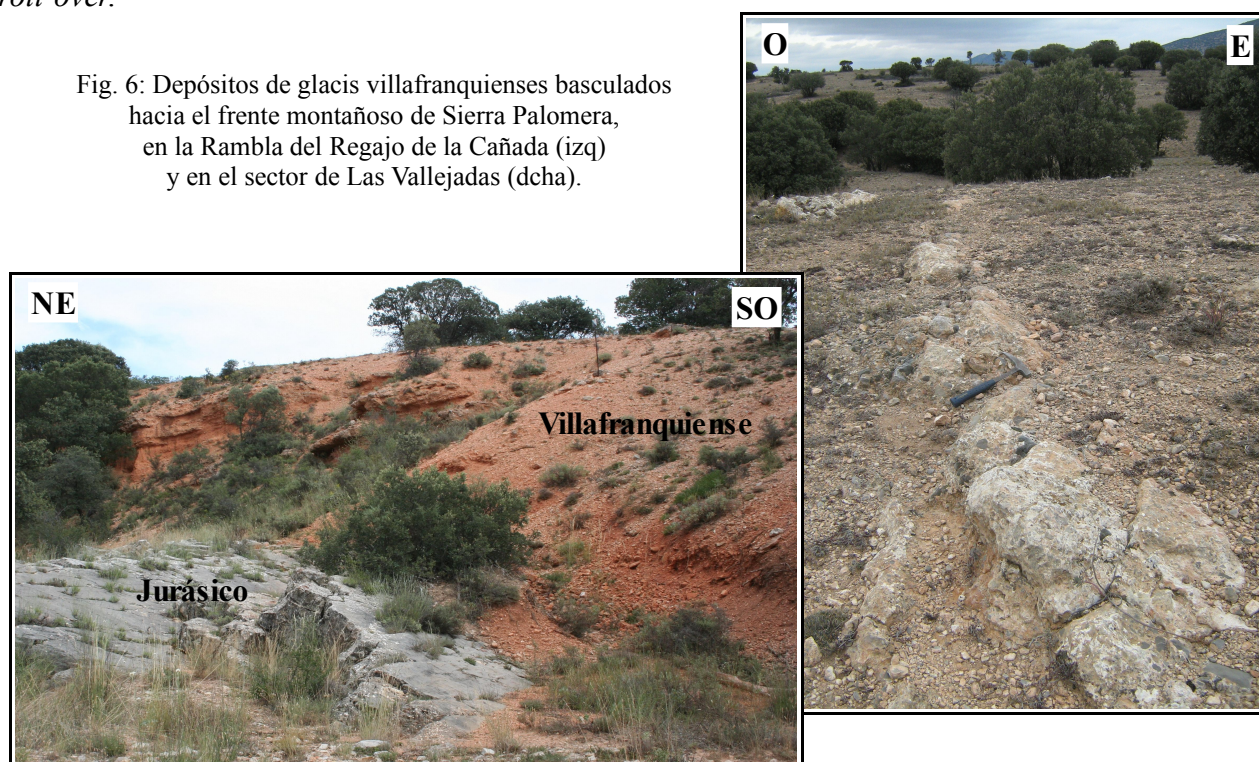 roll-over.
Fig. 6: Depósitos de glacis villafranquienses basculados
hacia el frente montañoso de Sierra Palomera,
en la Rambla del Regajo de la Cañada (izq)
y en el sector de Las Vallejadas (dcha).
O E
NE SO
Villafranquiense
Jurásico